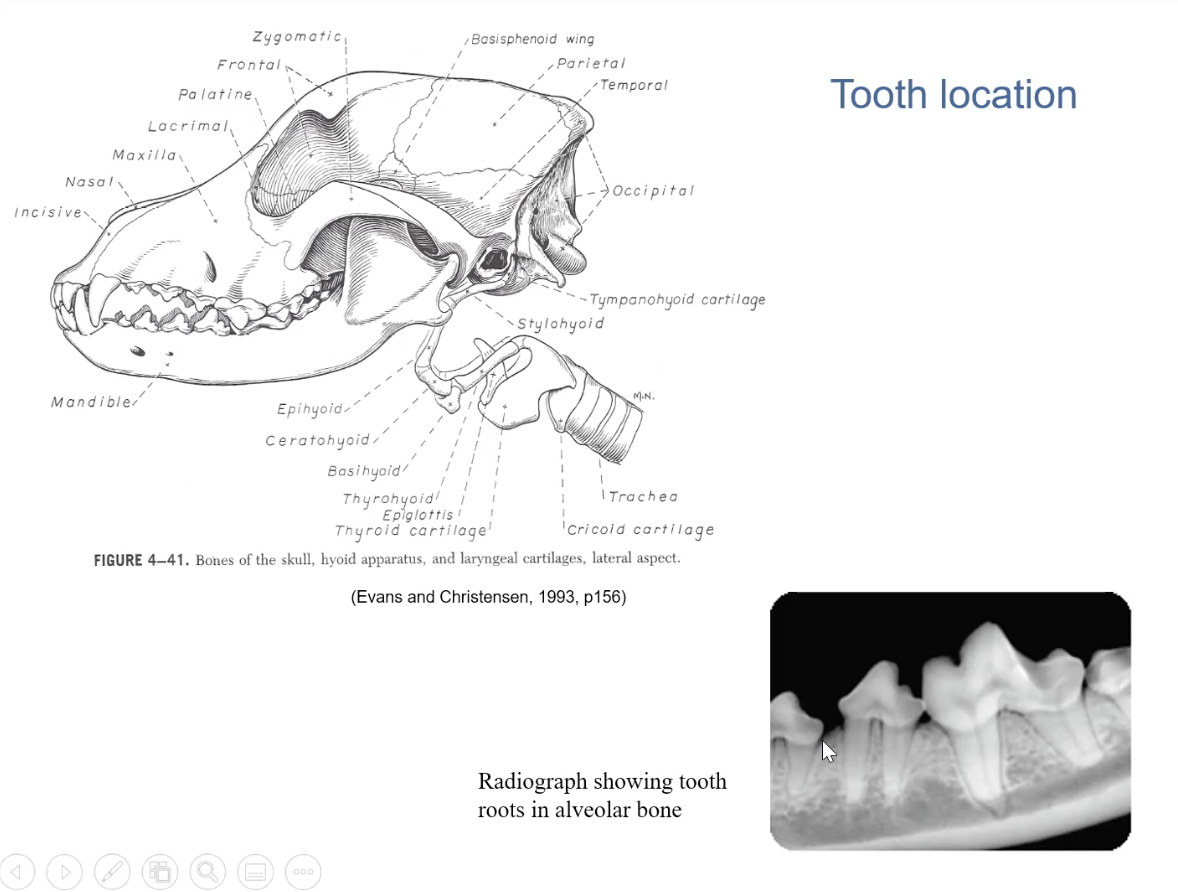 Tooth location
Zygomatic
Frontal
Palatine
Lacrimal
Maxilla
Nasal
Incisive
Basisphenoid wing
Parietal
Temporal
Occipital
Tympanohyoid cartilage
Stylohyoid
Mandible
Epihyoid
Ceratohyoid
Basihyoid
Thyrohyoid
Epiglottis
Thyroid cartilage
M.N.
Trachea
Cricoid cartilage
FIGURE 4–41. Bones of the skull, hyoid apparatus, and laryngeal cartilages, lateral aspect.
(Evans and Christensen, 1993, p156)
Radiograph showing tooth
roots in alveolar bone